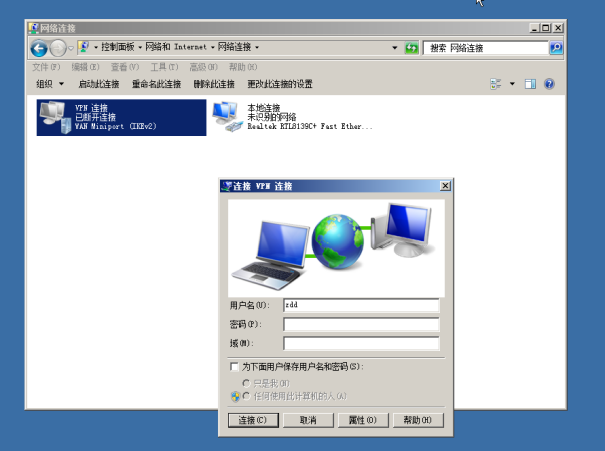 网络连接
控制面板 网络和 Internet 网络连接
搜索 网络连接
文件(F) 编辑(E) 查看(V) 工具(T) 高级(N) 帮助(H)
组织 启动此连接 重命名此连接 删除此连接 更改此连接的设置
VPN 连接
已断开连接
WAN Miniport (IKEv2)
本地连接
未识别的网络
Realtek RTL8139C+ Fast Ether...
连接 VPN 连接
用户名(U): zdd
密码(P):
域(M):
为下面用户保存用户名和密码(S):
只是我(N)
任何使用此计算机的人(A)
连接(C) 取消 属性(O) 帮助(H)